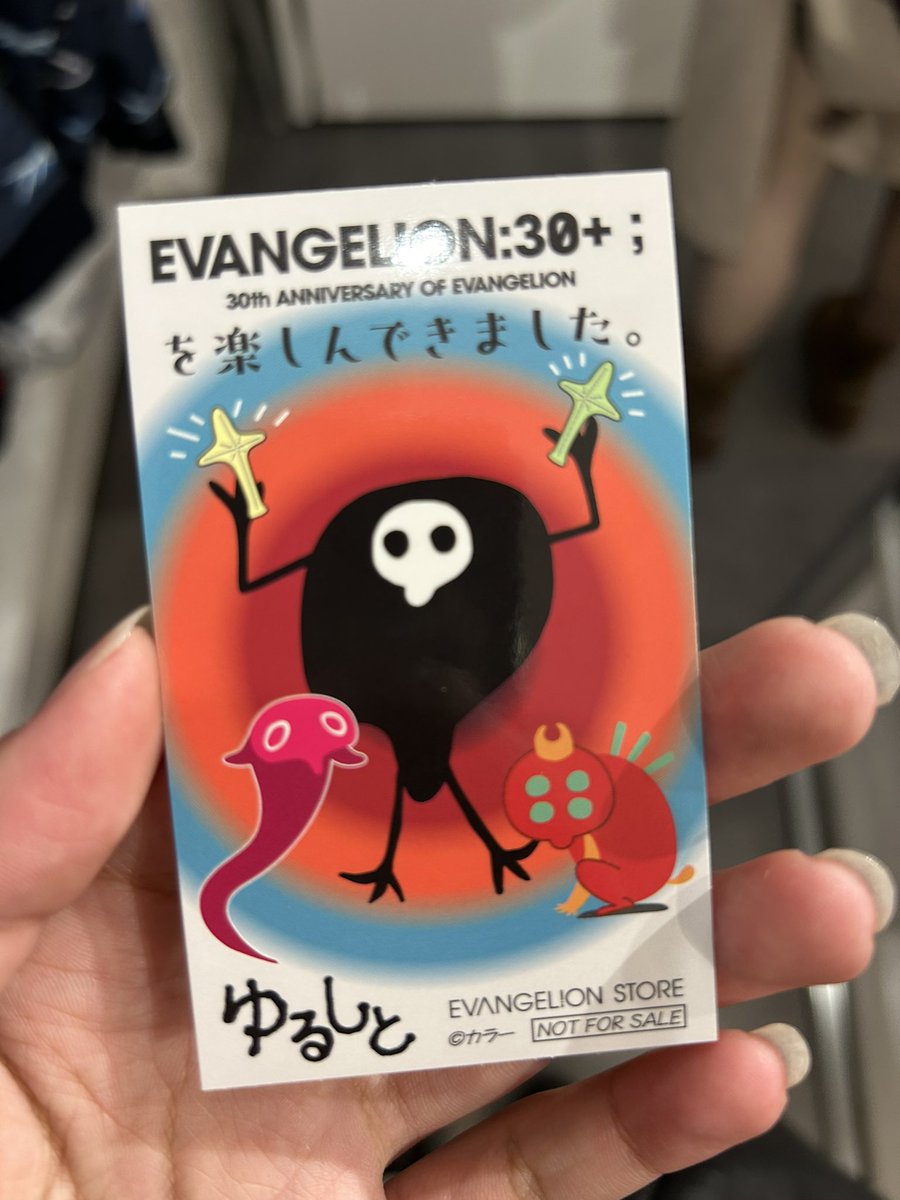 EVANGELION:30+;
30th ANNIVERSARY OF EVANGELION
を楽しんできました。
ゆるしと
EVANGELION STORE
©カラー NOT FOR SALE